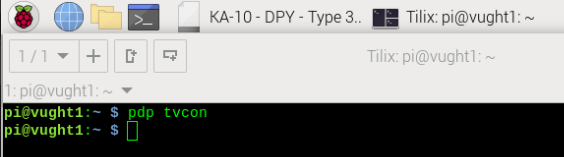 KA-10 - DPY - Type 3.. Tilix: pi@vught1: ~
1 / 1 Tilix: pi@vught1: ~
1: pi@vught1: ~
pi@vught1:~ $ pdp tvcon
pi@vught1:~ $